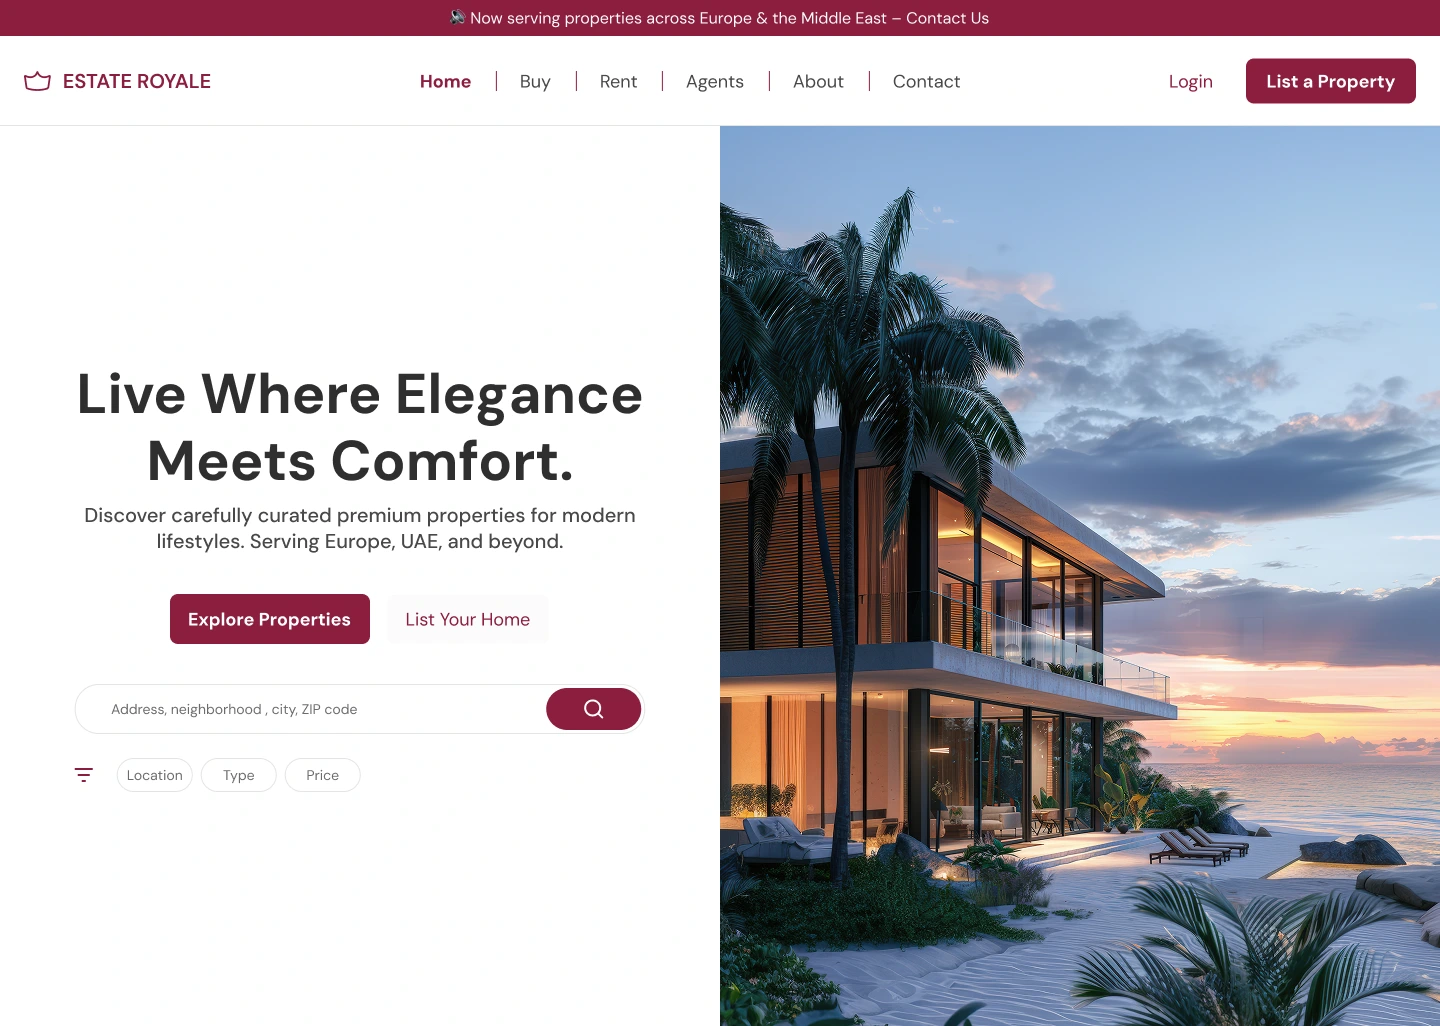 🔊 Now serving properties across Europe & the Middle East – Contact Us
ESTATE ROYALE
Home
Buy
Rent
Agents
About
Contact
Login
List a Property
Live Where Elegance
Meets Comfort.
Discover carefully curated premium properties for modern
lifestyles. Serving Europe, UAE, and beyond.
Explore Properties
List Your Home
Address, neighborhood , city, ZIP code
Location
Type
Price